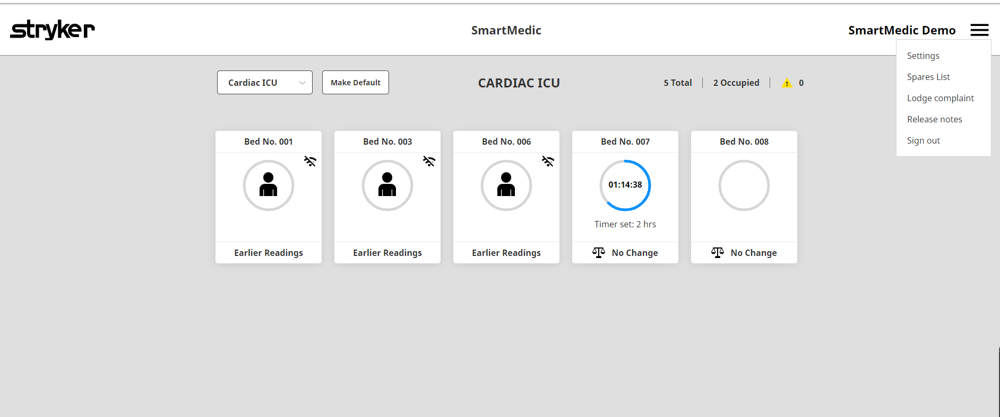 stryker
SmartMedic
SmartMedic Demo
Settings
Spares List
Lodge complaint
Release notes
Sign out
Cardiac ICU
Make Default
CARDIAC ICU
5 Total
2 Occupied
0
Bed No. 001
Earlier Readings
Bed No. 003
Earlier Readings
Bed No. 006
Earlier Readings
Bed No. 007
01:14:38
Timer set: 2 hrs
No Change
Bed No. 008
No Change